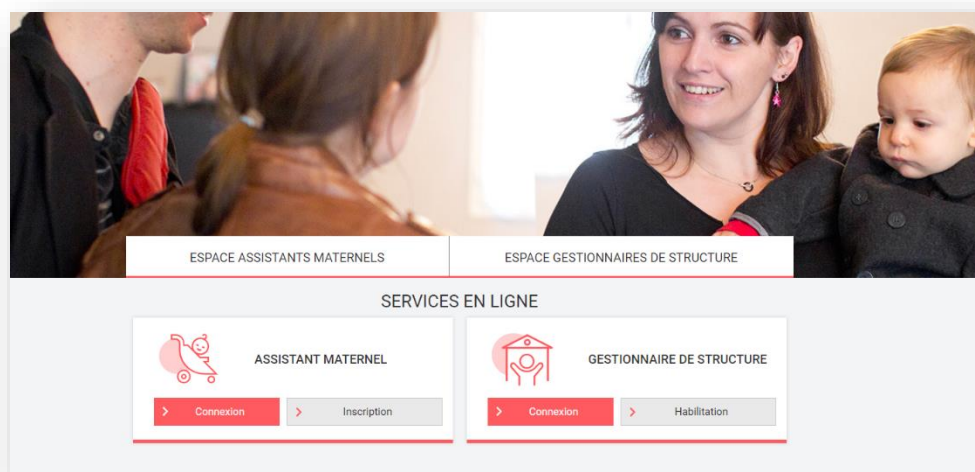 ESPACE ASSISTANTS MATERNELS
ESPACE GESTIONNAIRES DE STRUCTURE
SERVICES EN LIGNE
ASSISTANT MATERNEL
Connexion
Inscription
GESTIONNAIRE DE STRUCTURE
Connexion
Habilitation